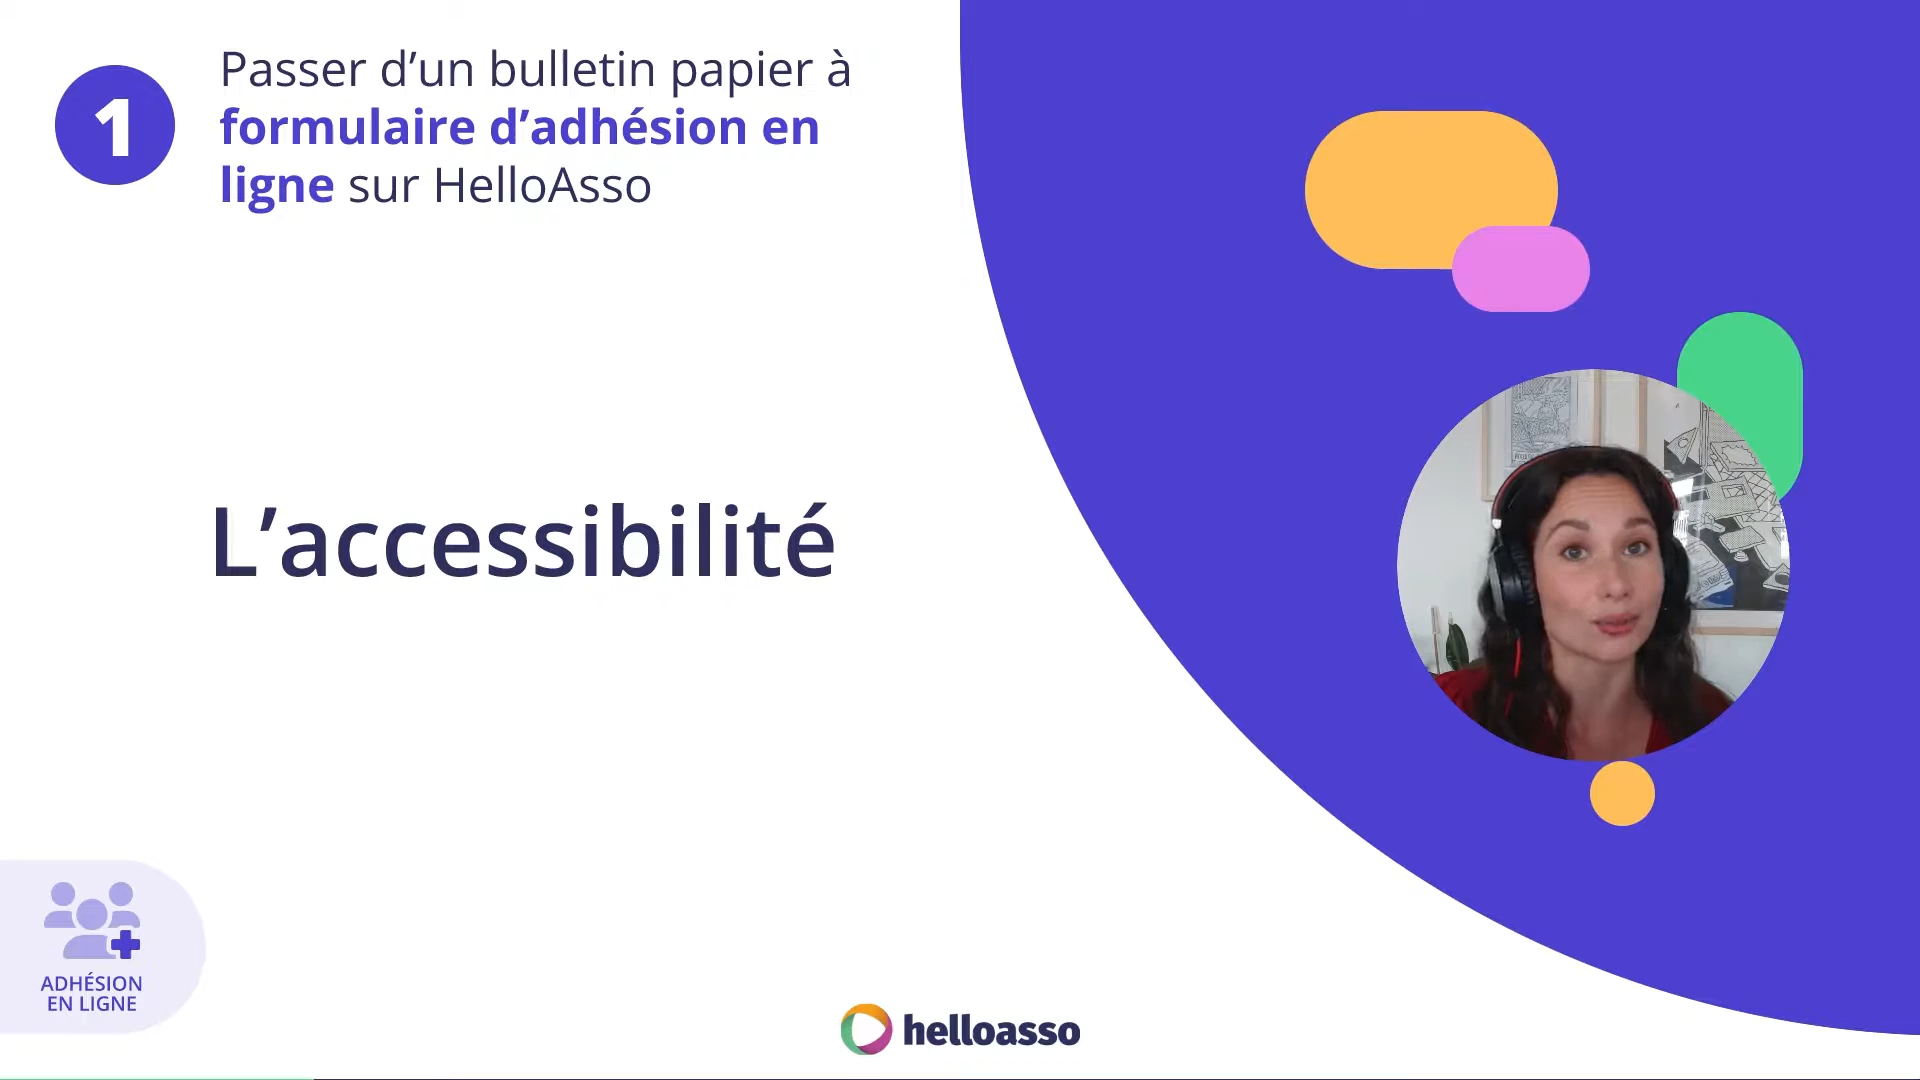 1
Passer d’un bulletin papier à
formulaire d’adhésion en
ligne sur HelloAsso
L’accessibilité
ADHÉSION
EN LIGNE
helloasso